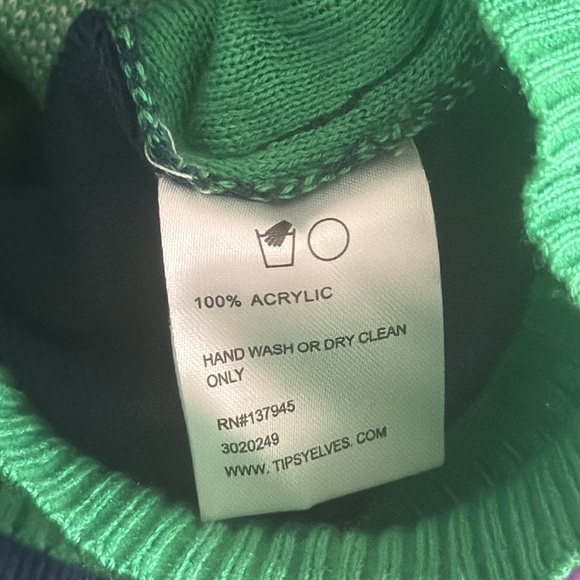 100% ACRYLIC
HAND WASH OR DRY CLEAN
ONLY
RN#137945
3020249
WWW. TIPSYELVES. COM